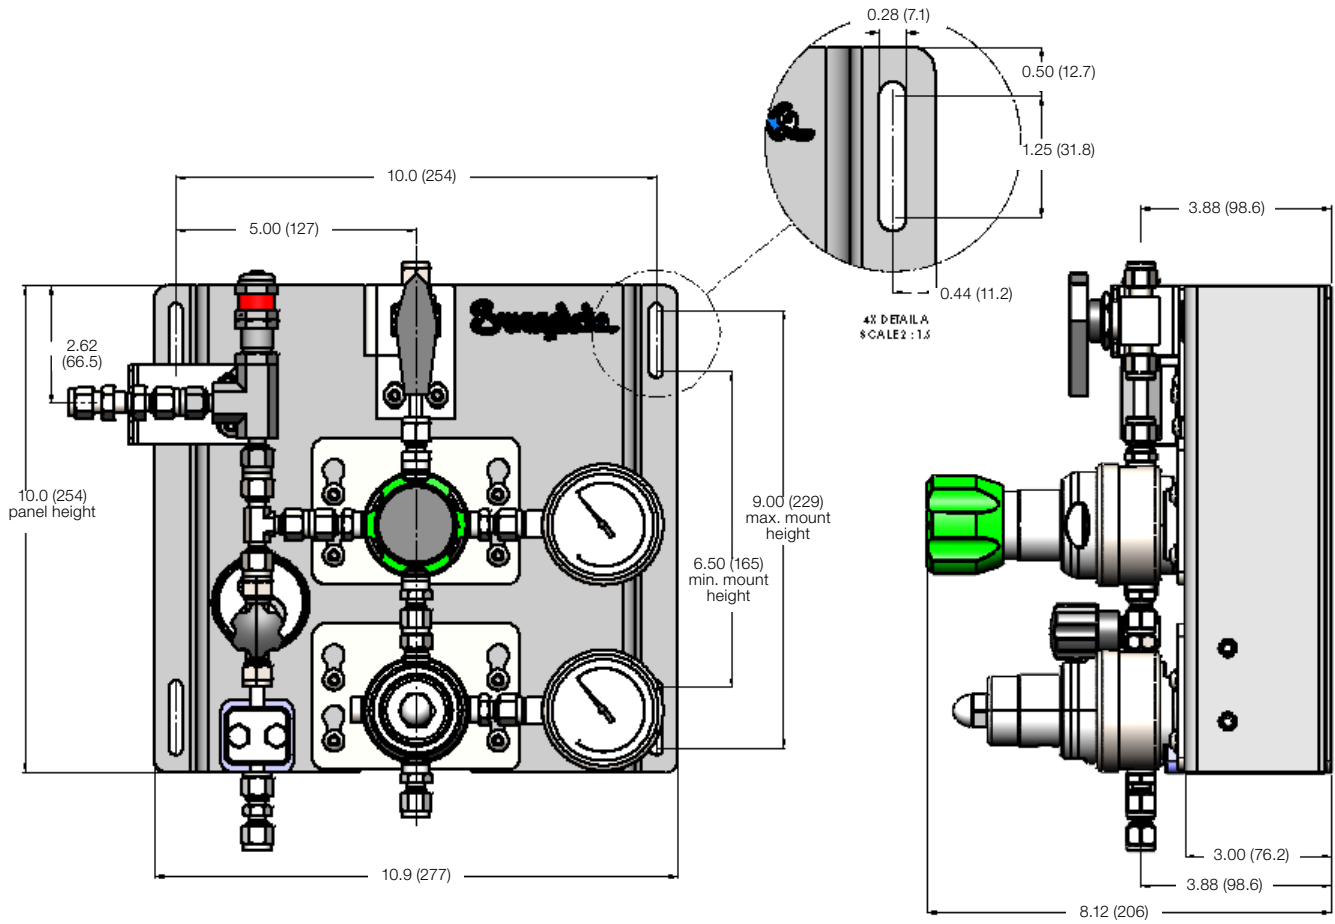 0.28 (7.1)
0.50 (12.7)
1.25 (31.8)
0.44 (11.2)
4X DETAIL A
SCALE 2 : 1.5
10.0 (254)
5.00 (127)
3.88 (98.6)
2.62
(66.5)
Swagelok
10.0 (254)
panel height
9.00 (229)
max. mount
height
6.50 (165)
min. mount
height
10.9 (277)
3.00 (76.2)
3.88 (98.6)
8.12 (206)